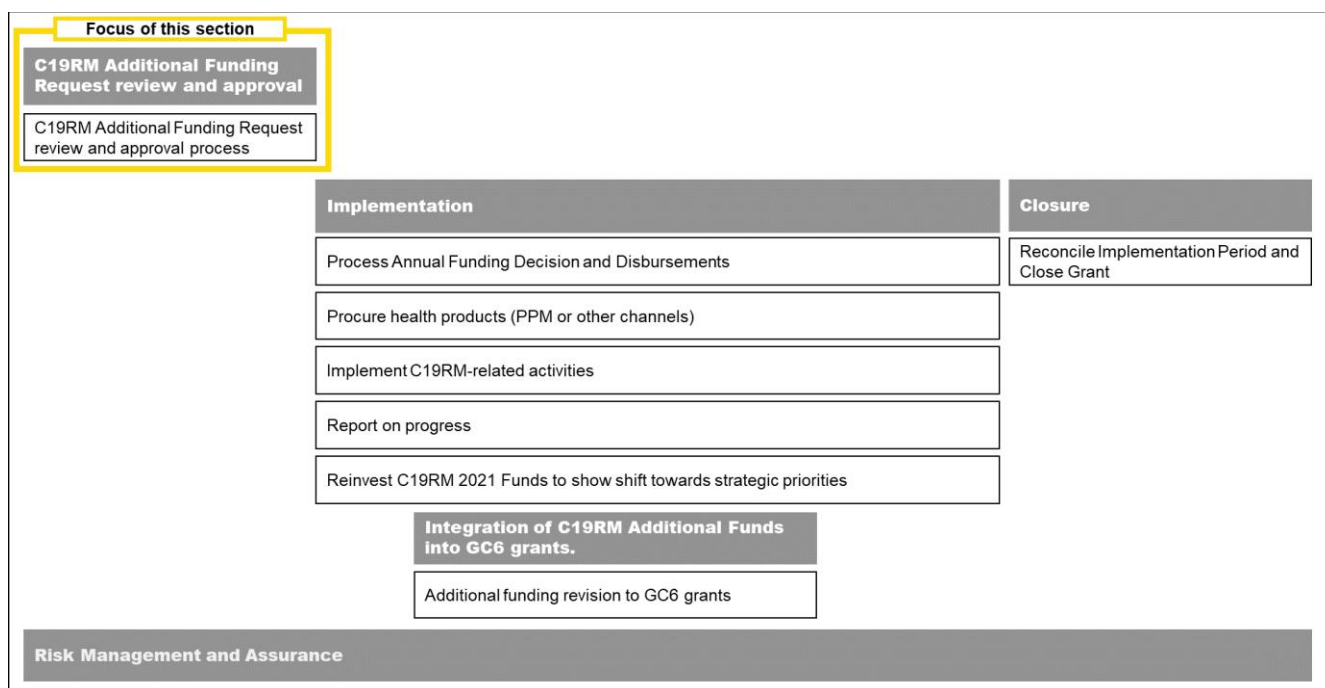 Focus of this section
C19RM Additional Funding
Request review and approval
C19RM Additional Funding Request
review and approval process
Implementation
Process Annual Funding Decision and Disbursements
Procure health products (PPM or other channels)
Implement C19RM-related activities
Report on progress
Reinvest C19RM 2021 Funds to show shift towards strategic priorities
Closure
Reconcile Implementation Period and
Close Grant
Integration of C19RM Additional Funds
into GC6 grants.
Additional funding revision to GC6 grants
Risk Management and Assurance